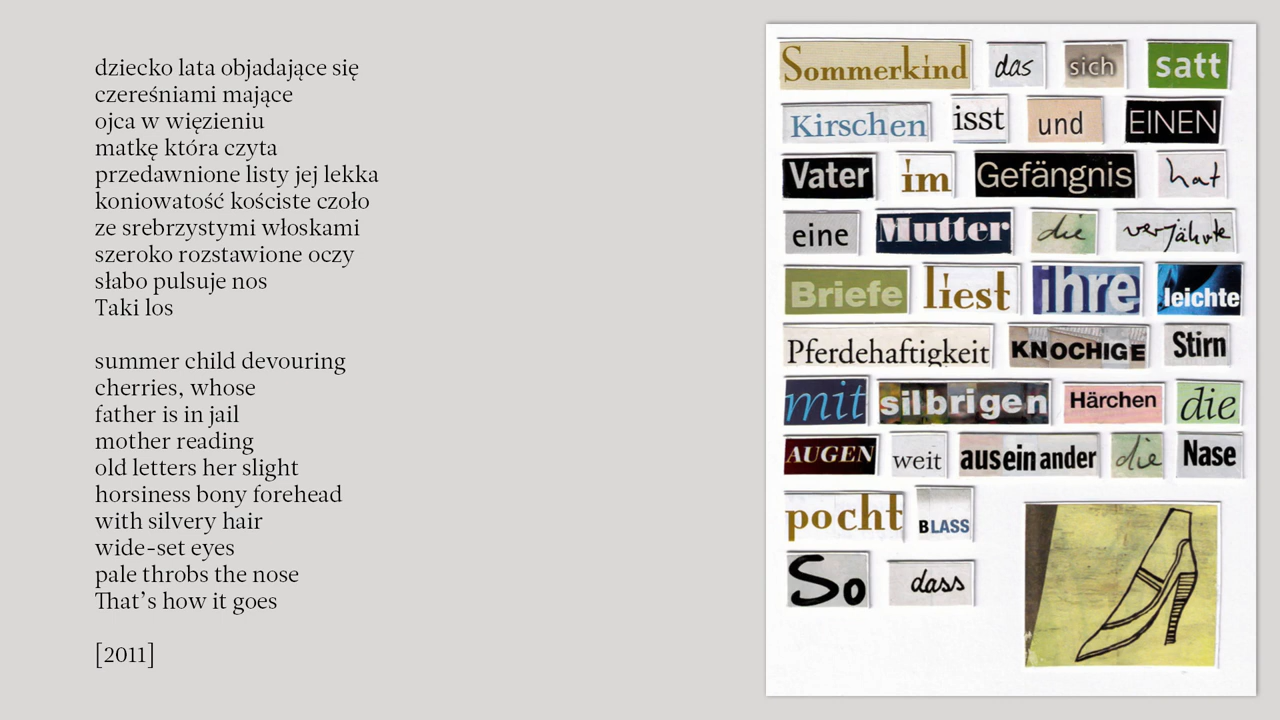 dziecko lata objadające się
czereśniami mające
ojca w więzieniu
matkę która czyta
przedawnione listy jej lekka
koniowatość kościste czoło
ze srebrzystymi włoskami
szeroko rozstawione oczy
słabo pulsuje nos
Taki los
summer child devouring
cherries, whose
father is in jail
mother reading
old letters her slight
horsiness bony forehead
with silvery hair
wide-set eyes
pale throbs the nose
That's how it goes
[2011]
Sommerkind das sich satt
Kirschen isst und EINEN
Vater im Gefängnis hat
eine Mutter die verjährte
Briefe liest ihre leichte
Pferdehaftigkeit KNOCHIGE Stirn
mit silbrigen Härchen die
AUGEN weit auseinander die Nase
pocht BLASS
So dass